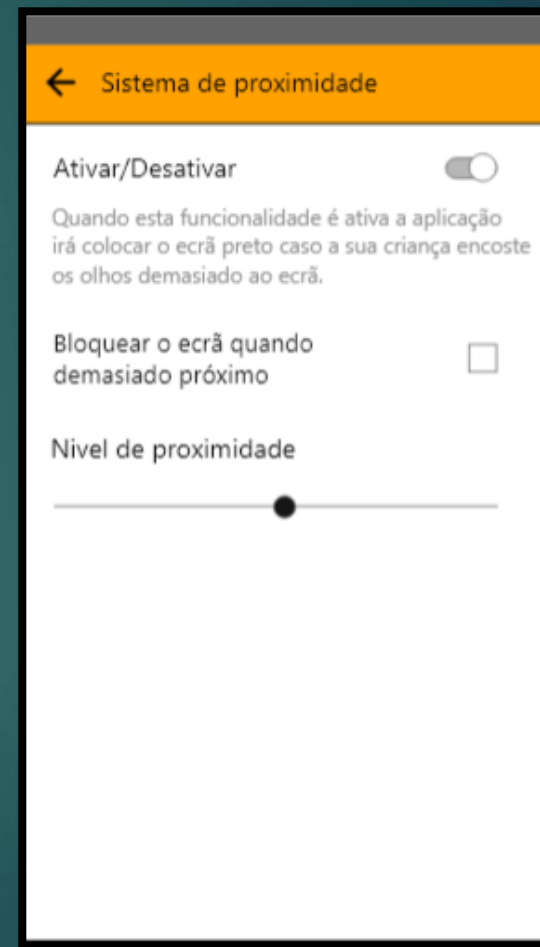 Sistema de proximidade
Ativar/Desativar
Quando esta funcionalidade é ativa a aplicação
irá colocar o ecrã preto caso a sua criança encoste
os olhos demasiado ao ecrã.
Bloquear o ecrã quando
demasiado próximo
Nivel de proximidade